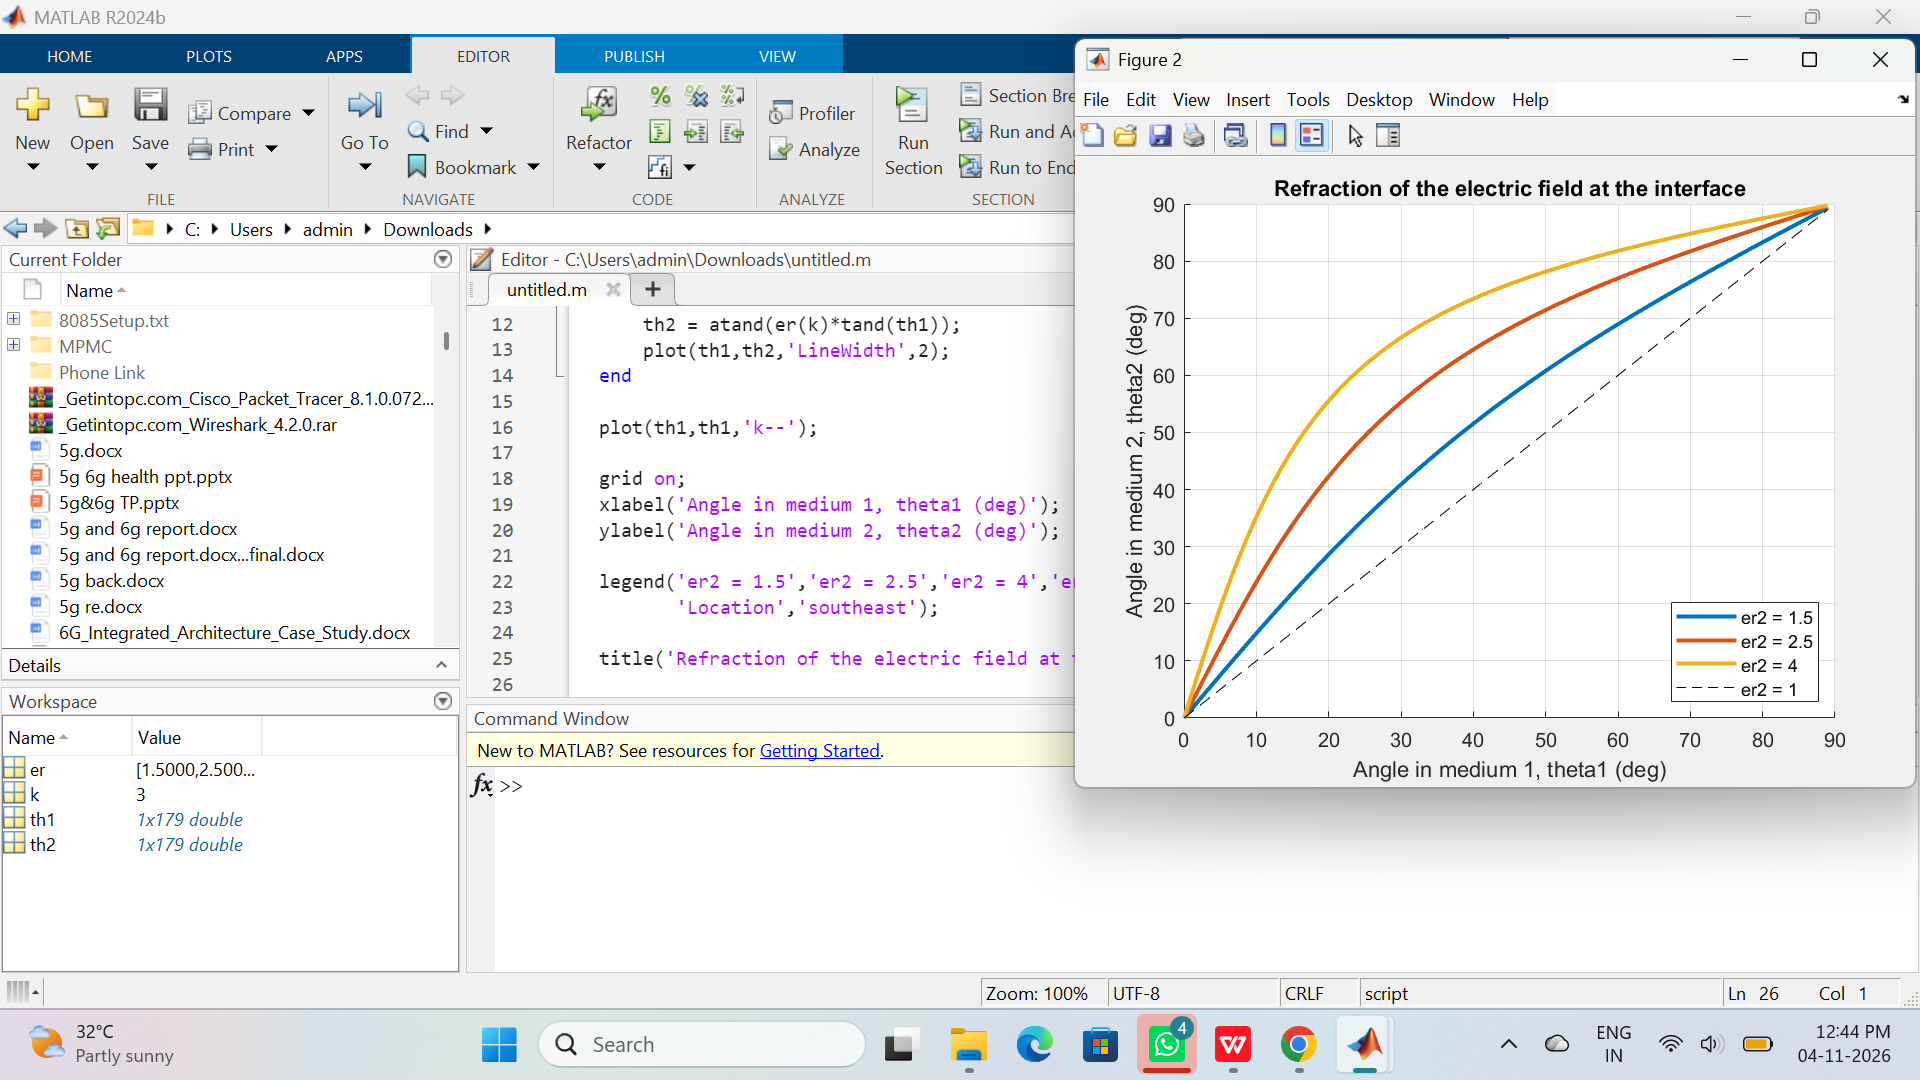 MATLAB R2024b
HOME PLOTS APPS EDITOR PUBLISH VIEW
New Open Save Compare Print FILE
Go To Find Bookmark NAVIGATE
Refactor CODE
Profiler Analyze ANALYZE
Run Section Section Bre Run and A Run to End SECTION
C: Users admin Downloads
Current Folder
Name
8085Setup.txt
MPMC
Phone Link
_Getintopc.com_Cisco_Packet_Tracer_8.1.0.072...
_Getintopc.com_Wireshark_4.2.0.rar
5g.docx
5g 6g health ppt.pptx
5g&6g TP.pptx
5g and 6g report.docx
5g and 6g report.docx...final.docx
5g back.docx
5g re.docx
6G_Integrated_Architecture_Case_Study.docx
Details
Workspace
Name Value
er [1.5000,2.500...
k 3
th1 1x179 double
th2 1x179 double
Editor - C:\Users\admin\Downloads\untitled.m
untitled.m
12 th2 = atand(er(k)*tand(th1));
13 plot(th1,th2,'LineWidth',2);
14 end
15
16 plot(th1,th1,'k--');
17
18 grid on;
19 xlabel('Angle in medium 1, theta1 (deg)');
20 ylabel('Angle in medium 2, theta2 (deg)');
21
22 legend('er2 = 1.5','er2 = 2.5','er2 = 4','er
23 'Location','southeast');
24
25 title('Refraction of the electric field at
26
Command Window
New to MATLAB? See resources for Getting Started.
fx >>
Figure 2
File Edit View Insert Tools Desktop Window Help
Refraction of the electric field at the interface
Angle in medium 2, theta2 (deg)
90
80
70
60
50
40
30
20
10
0
0 10 20 30 40 50 60 70 80 90
Angle in medium 1, theta1 (deg)
er2 = 1.5
er2 = 2.5
er2 = 4
er2 = 1
Zoom: 100% UTF-8 CRLF script Ln 26 Col 1
32°C
Partly sunny
Search
4
ENG
IN
12:44 PM
04-11-2026